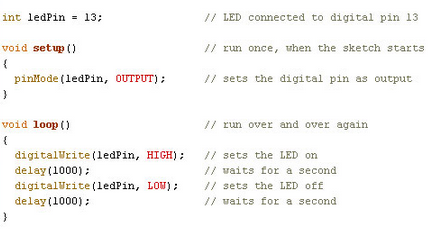 int ledPin = 13;                // LED connected to digital pin 13
void setup()                    // run once, when the sketch starts
{
  pinMode(ledPin, OUTPUT);      // sets the digital pin as output
}
void loop()                     // run over and over again
{
  digitalWrite(ledPin, HIGH);   // sets the LED on
  delay(1000);                  // waits for a second
  digitalWrite(ledPin, LOW);    // sets the LED off
  delay(1000);                  // waits for a second
}